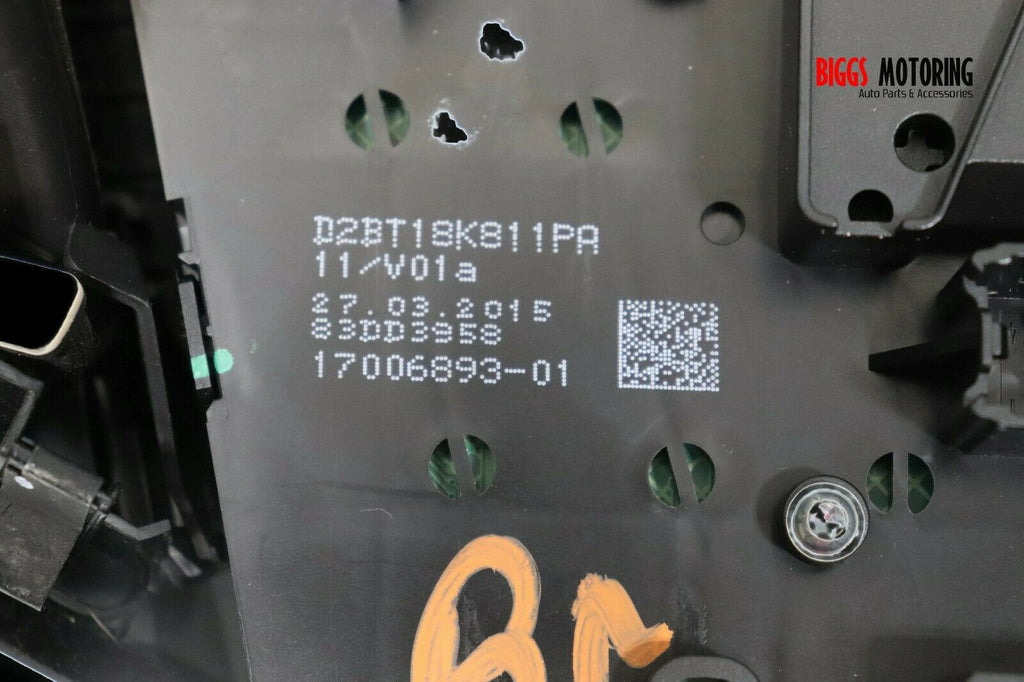 BIGGS MOTORING
Auto Parts & Accessories
D2BT18K811PA
11/V01a
27.03.2015
83DD3958
17006893-01